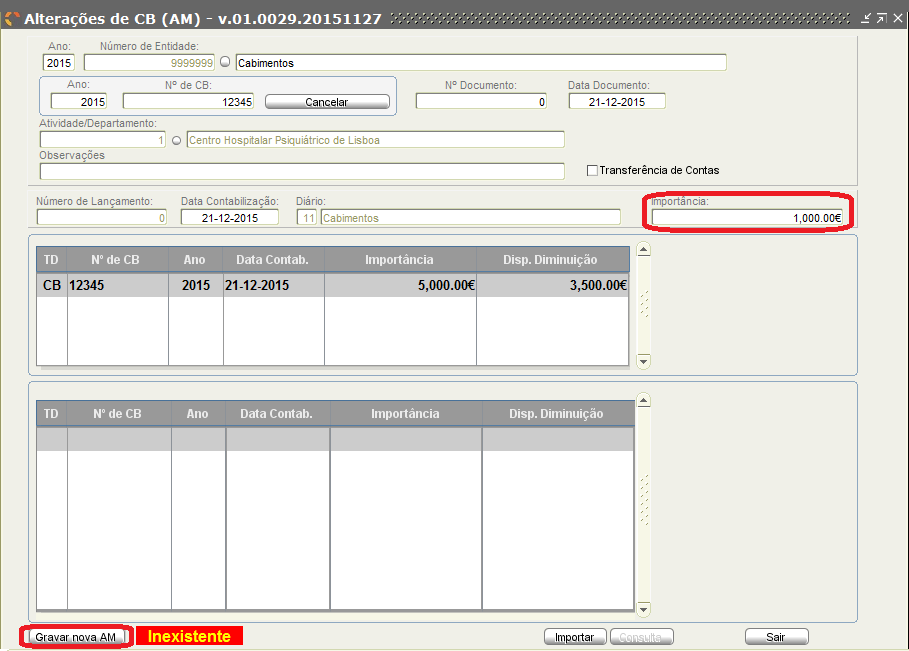 Alterações de CB (AM) - v.01.0029.20151127
Ano: Número de Entidade:
2015 9999999 Cabimentos
Ano: Nº de CB: Nº Documento: Data Documento:
2015 12345 Cancelar 0 21-12-2015
Atividade/Departamento:
1 Centro Hospitalar Psiquiátrico de Lisboa
Observações
Transferência de Contas
Número de Lançamento: Data Contabilização: Diário: Importância:
0 21-12-2015 11 Cabimentos 1,000.00€
TD Nº de CB Ano Data Contab. Importância Disp. Diminuição
CB 12345 2015 21-12-2015 5,000.00€ 3,500.00€
TD Nº de CB Ano Data Contab. Importância Disp. Diminuição
Gravar nova AM Inexistente Importar Consulta Sair